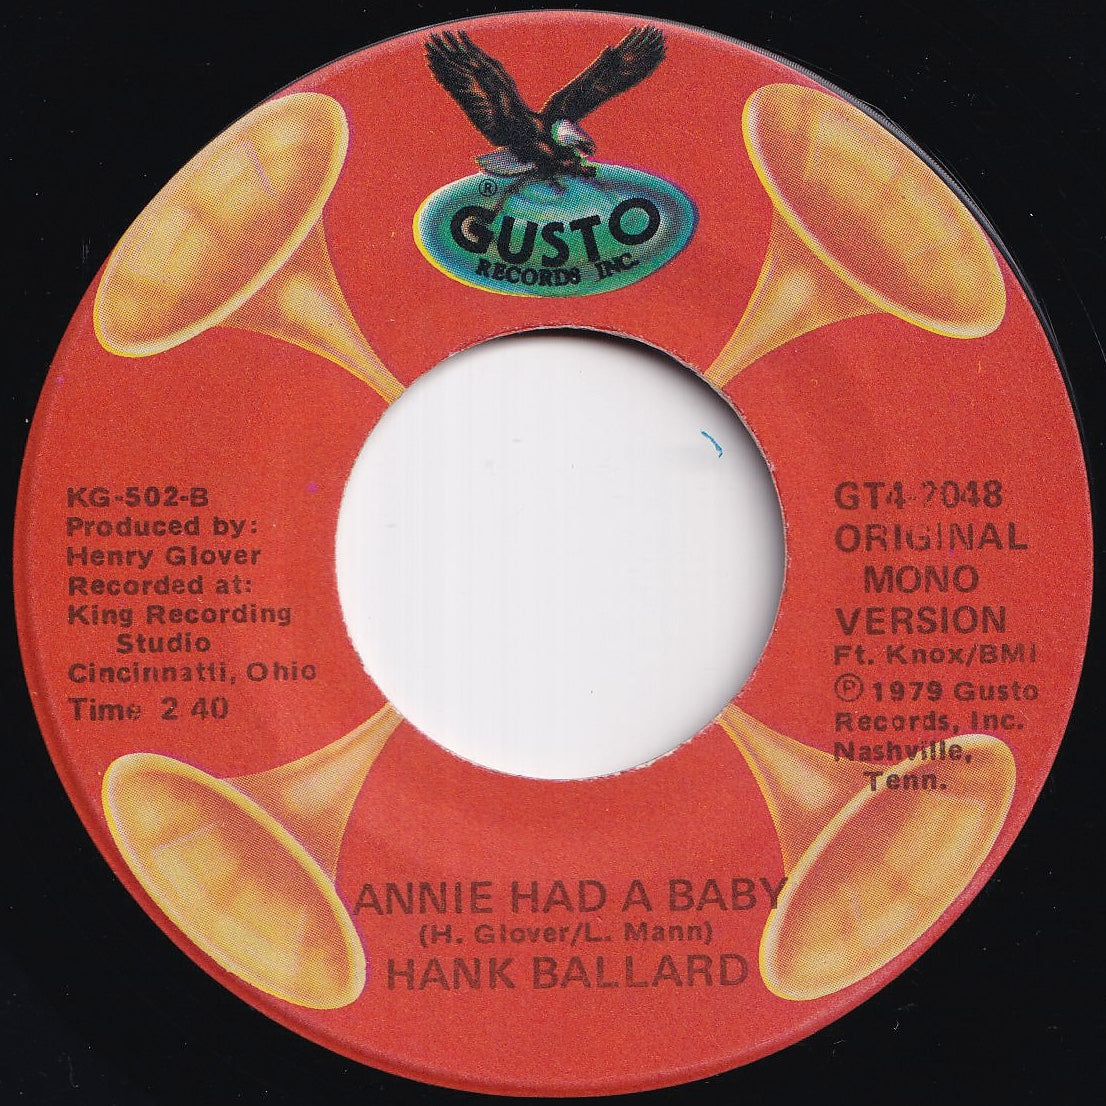 ®
GUSTO
RECORDS INC.
KG-502-B
Produced by:
Henry Glover
Recorded at:
King Recording
Studio
Cincinnatti, Ohio
Time 2 40
GT4-2048
ORIGINAL
MONO
VERSION
Ft. Knox/BMI
Ⓟ 1979 Gusto
Records, Inc.
Nashville,
Tenn.
ANNIE HAD A BABY
(H. Glover/L. Mann)
HANK BALLARD